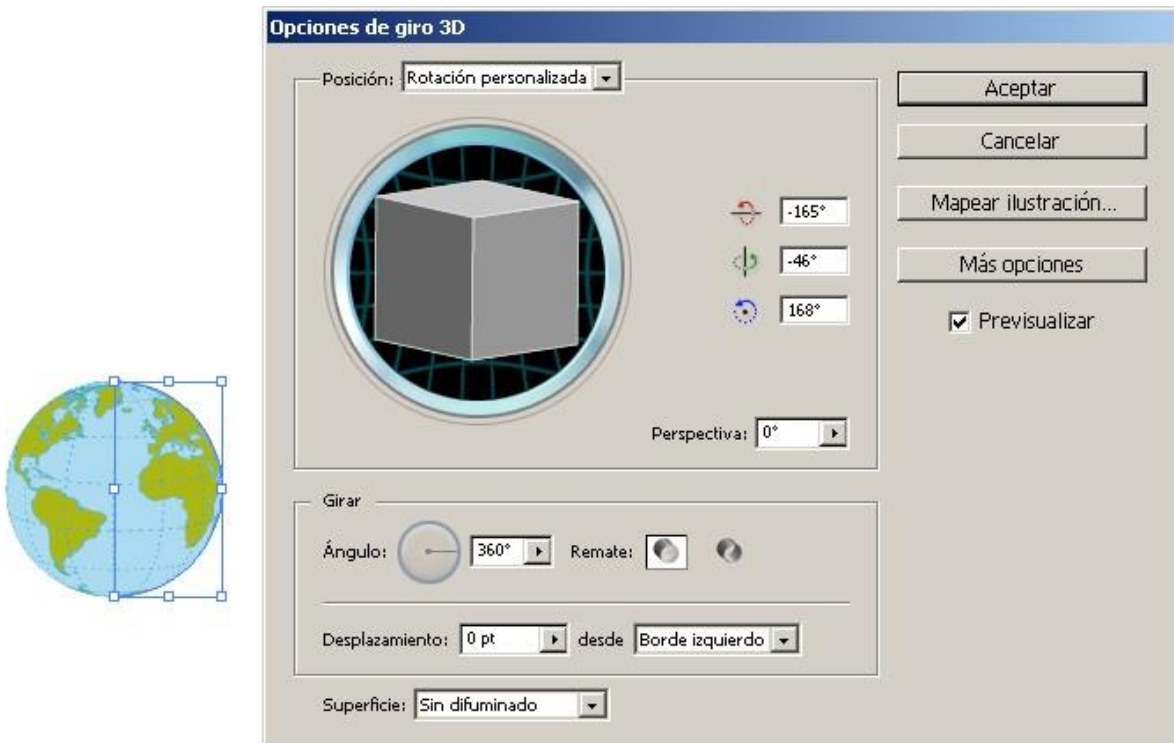 Opciones de giro 3D
Posición: Rotación personalizada
Aceptar
Cancelar
Mapear ilustración...
Más opciones
Previsualizar
-165°
-46°
168°
Perspectiva: 0°
Girar
Ángulo: 360° Remate:
Desplazamiento: 0 pt desde Borde izquierdo
Superficie: Sin difuminado